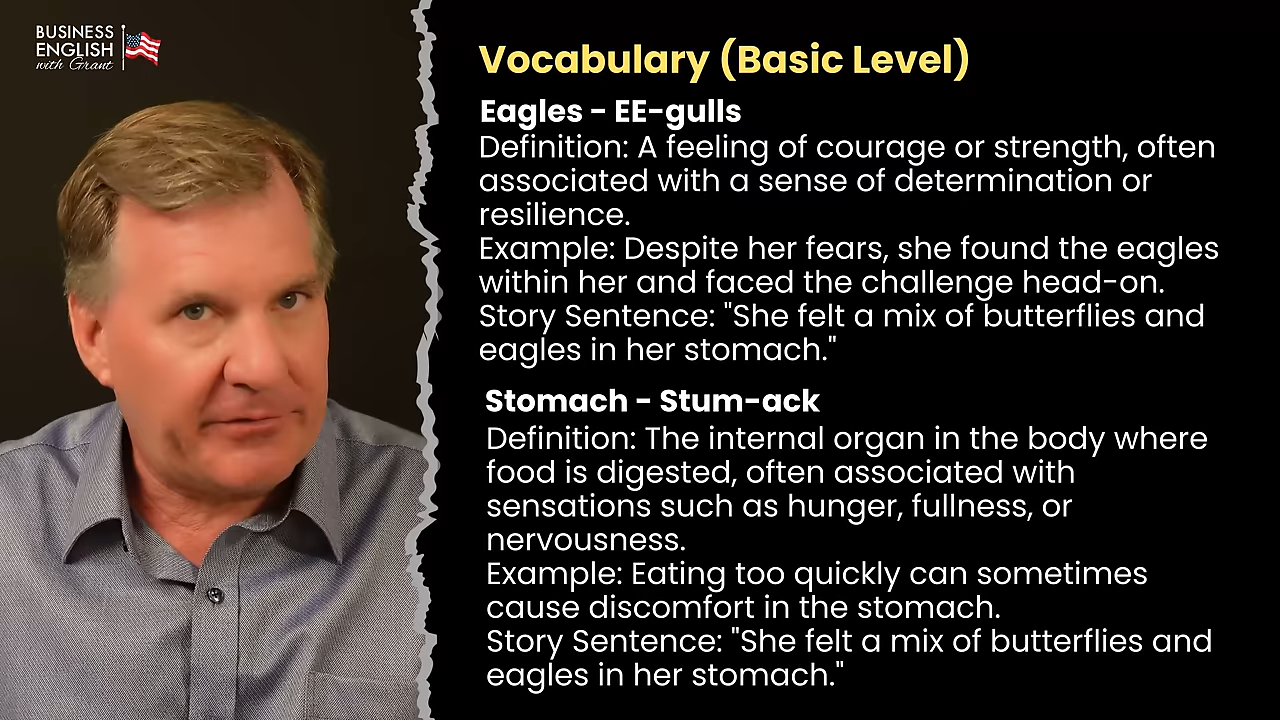 BUSINESS
ENGLISH
with Grant
Vocabulary (Basic Level)
Eagles - EE-gulls
Definition: A feeling of courage or strength, often
associated with a sense of determination or
resilience.
Example: Despite her fears, she found the eagles
within her and faced the challenge head-on.
Story Sentence: "She felt a mix of butterflies and
eagles in her stomach."
Stomach - Stum-ack
Definition: The internal organ in the body where
food is digested, often associated with
sensations such as hunger, fullness, or
nervousness.
Example: Eating too quickly can sometimes
cause discomfort in the stomach.
Story Sentence: "She felt a mix of butterflies and
eagles in her stomach."